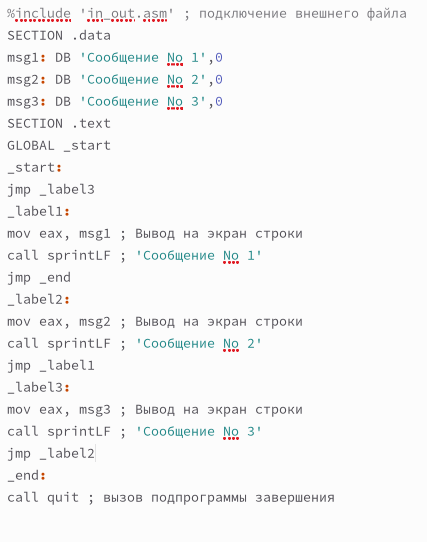 %include 'in_out.asm' ; подключение внешнего файла
SECTION .data
msg1: DB 'Сообщение No 1',0
msg2: DB 'Сообщение No 2',0
msg3: DB 'Сообщение No 3',0
SECTION .text
GLOBAL _start
_start:
jmp _label3
_label1:
mov eax, msg1 ; Вывод на экран строки
call sprintLF ; 'Сообщение No 1'
jmp _end
_label2:
mov eax, msg2 ; Вывод на экран строки
call sprintLF ; 'Сообщение No 2'
jmp _label1
_label3:
mov eax, msg3 ; Вывод на экран строки
call sprintLF ; 'Сообщение No 3'
jmp _label2
_end:
call quit ; вызов подпрограммы завершения